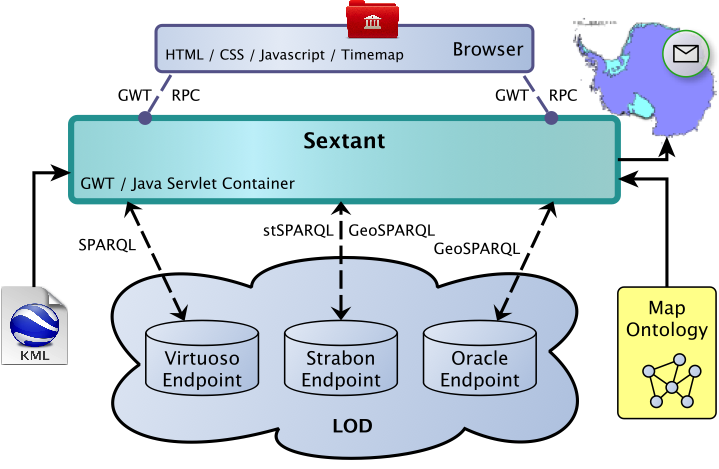 HTML / CSS / Javascript / Timemap
Browser
GWT
RPC
GWT
RPC
Sextant
GWT / Java Servlet Container
SPARQL
stSPARQL
GeoSPARQL
GeoSPARQL
KML
Virtuoso
Endpoint
Strabon
Endpoint
Oracle
Endpoint
LOD
Map
Ontology